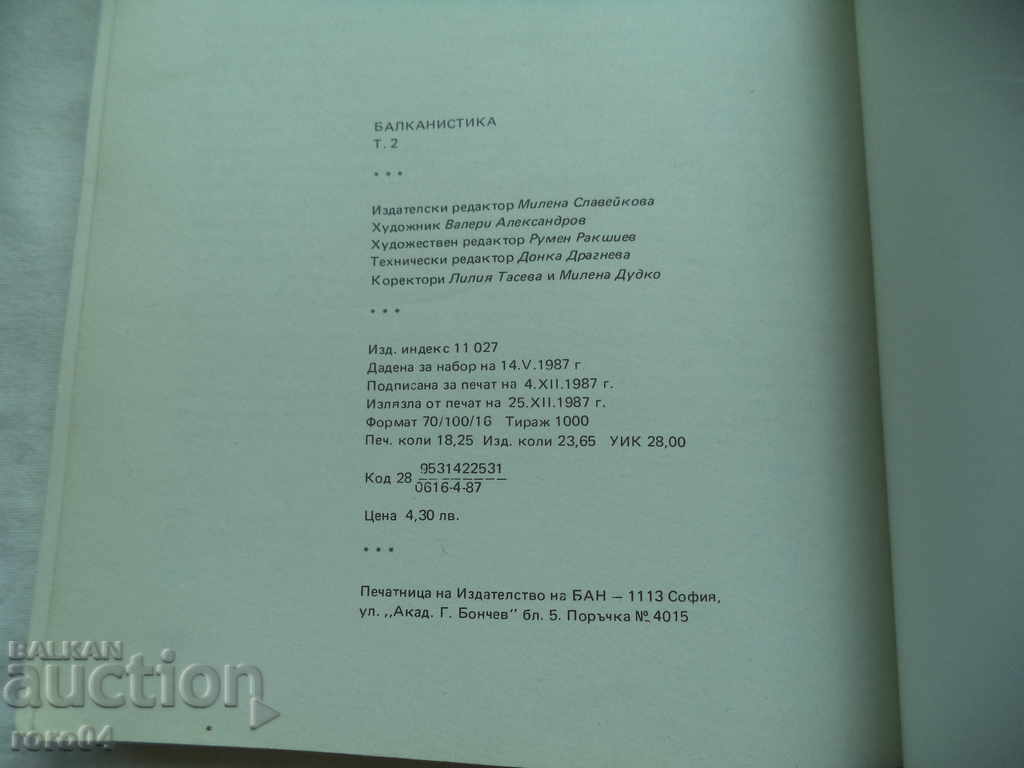 БАЛКАНИСТИКА
Т. 2
• • •
Издателски редактор Милена Славейкова
Художник Валери Александров
Художествен редактор Румен Ракшиев
Технически редактор Донка Драгнева
Коректори Лилия Тасева и Милена Дудко
• • •
Изд. индекс 11 027
Дадена за набор на 14.V.1987 г
Подписана за печат на 4.XII.1987 г.
Излязла от печат на 25.XII.1987 г.
Формат 70/100/16 Тираж 1000
Печ. коли 18,25 Изд. коли 23,65 УИК 28,00
Код 28 9531422531
0616-4-87
Цена 4,30 лв.
• • •
Печатница на Издателство на БАН — 1113 София,
ул. „Акад. Г. Бончев" бл. 5. Поръчка № 4015
BALKAN
auction
roro04